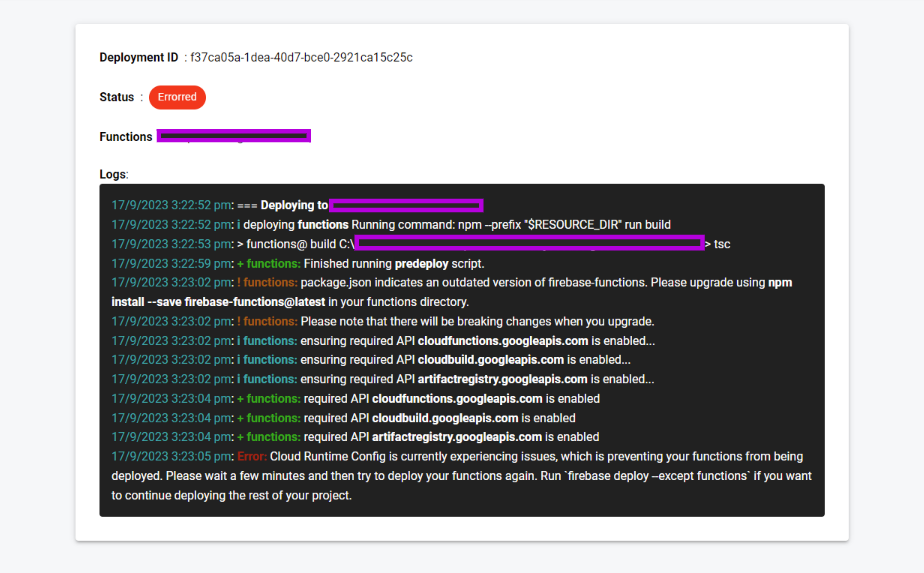 Deployment ID : f37ca05a-1dea-40d7-bce0-2921ca15c25c
Status : Errorred
Functions
Logs:
17/9/2023 3:22:52 pm: === Deploying to
17/9/2023 3:22:52 pm: i deploying functions Running command: npm --prefix "$RESOURCE_DIR" run build
17/9/2023 3:22:53 pm: > functions@ build C:\ > tsc
17/9/2023 3:22:59 pm: + functions: Finished running predeploy script.
17/9/2023 3:23:02 pm: ! functions: package.json indicates an outdated version of firebase-functions. Please upgrade using npm
install --save firebase-functions@latest in your functions directory.
17/9/2023 3:23:02 pm: ! functions: Please note that there will be breaking changes when you upgrade.
17/9/2023 3:23:02 pm: i functions: ensuring required API cloudfunctions.googleapis.com is enabled...
17/9/2023 3:23:02 pm: i functions: ensuring required API cloudbuild.googleapis.com is enabled...
17/9/2023 3:23:02 pm: i functions: ensuring required API artifactregistry.googleapis.com is enabled...
17/9/2023 3:23:04 pm: + functions: required API cloudfunctions.googleapis.com is enabled
17/9/2023 3:23:04 pm: + functions: required API cloudbuild.googleapis.com is enabled
17/9/2023 3:23:04 pm: + functions: required API artifactregistry.googleapis.com is enabled
17/9/2023 3:23:05 pm: Error: Cloud Runtime Config is currently experiencing issues, which is preventing your functions from being
deployed. Please wait a few minutes and then try to deploy your functions again. Run `firebase deploy --except functions` if you want
to continue deploying the rest of your project.